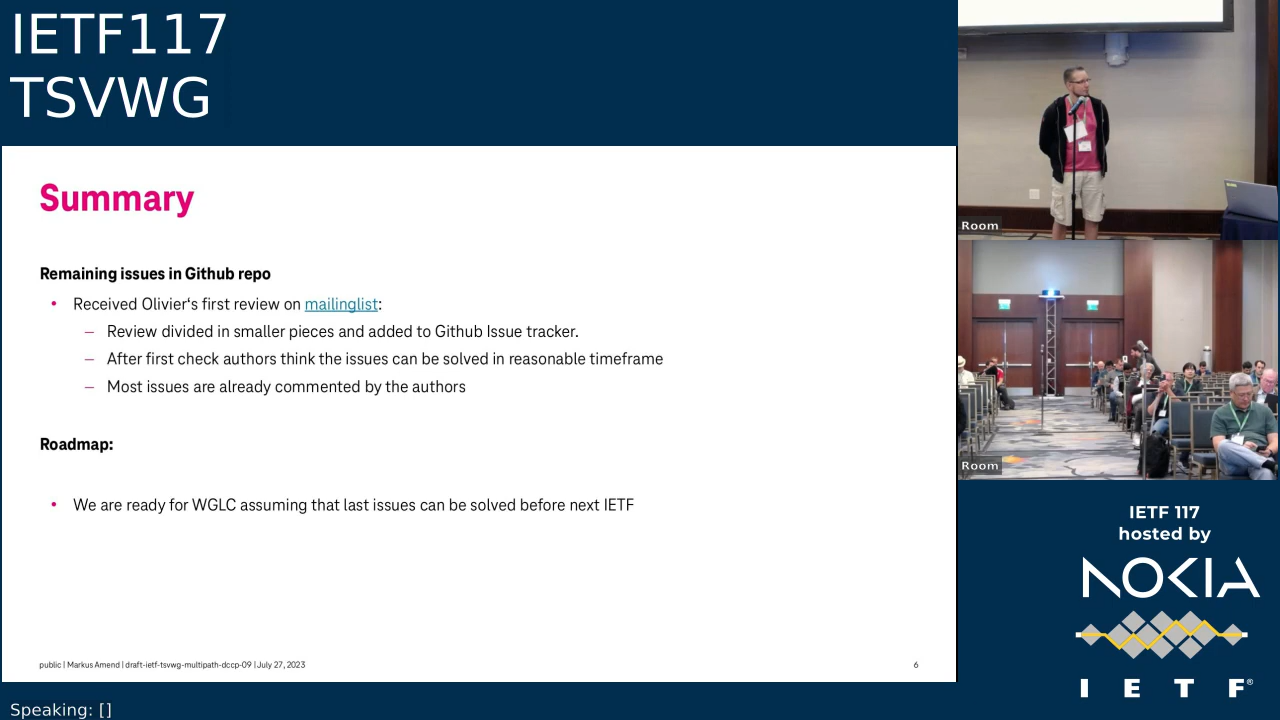 IETF117
TSVWG
Summary
Remaining issues in Github repo
• Received Olivier‘s first review on mailinglist:
– Review divided in smaller pieces and added to Github Issue tracker.
– After first check authors think the issues can be solved in reasonable timeframe
– Most issues are already commented by the authors
Roadmap:
• We are ready for WGLC assuming that last issues can be solved before next IETF
public | Markus Amend | draft-ietf-tsvwg-multipath-dccp-09 | July 27, 2023
6
Room
Room
IETF 117
hosted by
NOKIA
I E T F®
Speaking: []